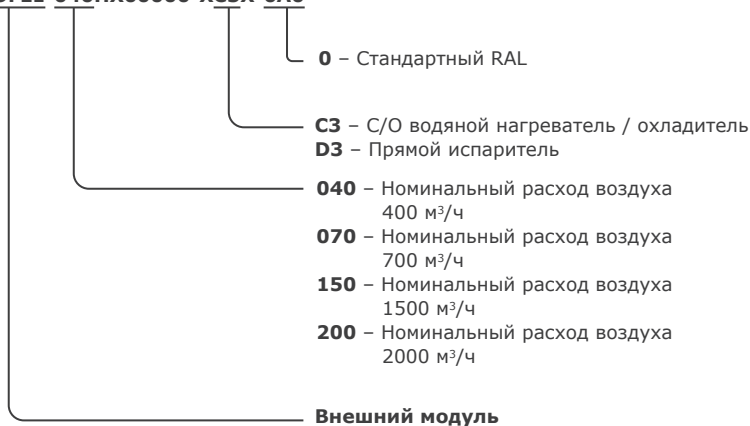 0 – Стандартный RAL
C3 – С/О водяной нагреватель / охладитель
D3 – Прямой испаритель
040 – Номинальный расход воздуха
400 м³/ч
070 – Номинальный расход воздуха
700 м³/ч
150 – Номинальный расход воздуха
1500 м³/ч
200 – Номинальный расход воздуха
2000 м³/ч
Внешний модуль